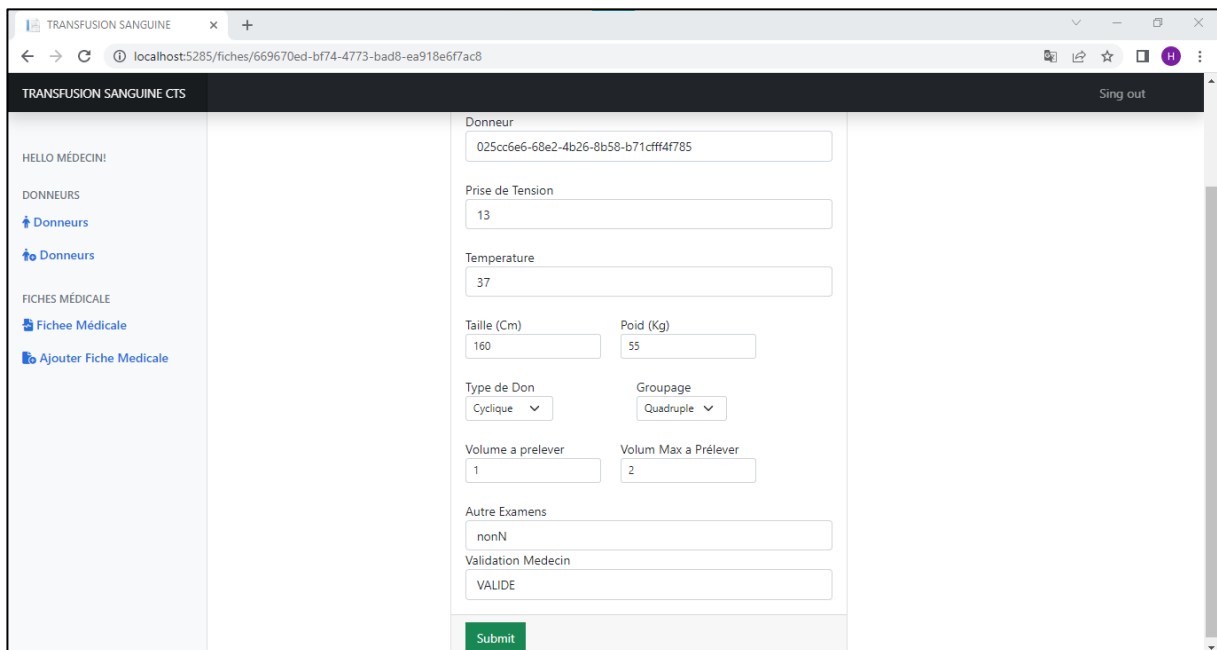 TRANSFUSION SANGUINE
localhost:5285/fiches/669670ed-bf74-4773-bad8-ea918e6f7ac8
H
TRANSFUSION SANGUINE CTS
Sing out
HELLO MÉDECIN!
DONNEURS
Donneurs
Donneurs
FICHES MÉDICALE
Fichee Médicale
Ajouter Fiche Medicale
Donneur
025cc6e6-68e2-4b26-8b58-b71cfff4f785
Prise de Tension
13
Temperature
37
Taille (Cm) Poid (Kg)
160 55
Type de Don Groupage
Cyclique Quadruple
Volume a prelever Volum Max a Prélever
1 2
Autre Examens
nonN
Validation Medecin
VALIDE
Submit